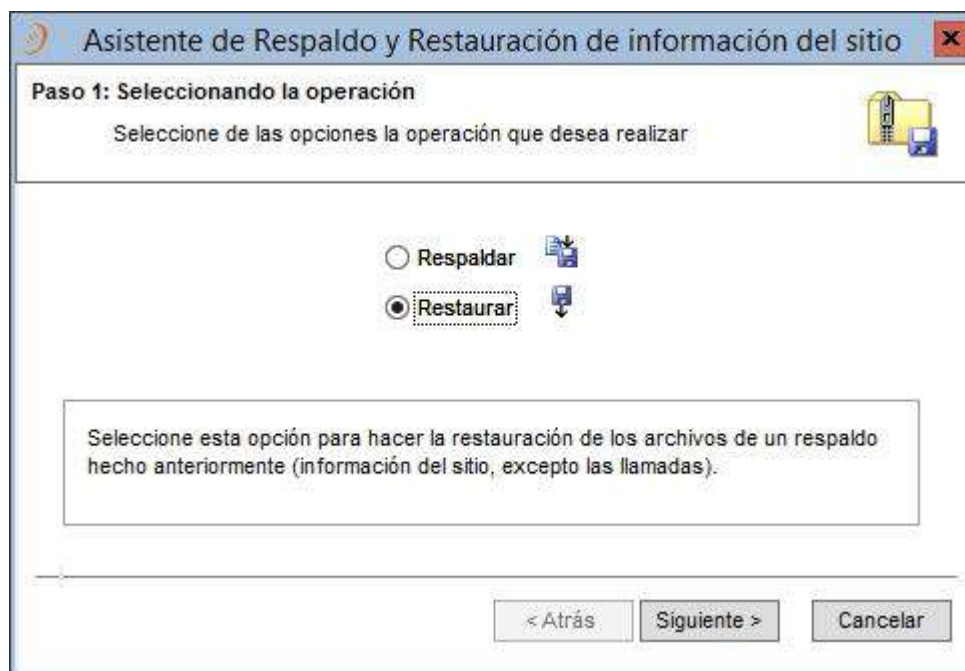 Asistente de Respaldo y Restauración de información del sitio
Paso 1: Seleccionando la operación
Seleccione de las opciones la operación que desea realizar
Respaldar
Restaurar
Seleccione esta opción para hacer la restauración de los archivos de un respaldo
hecho anteriormente (información del sitio, excepto las llamadas).
< Atrás Siguiente > Cancelar